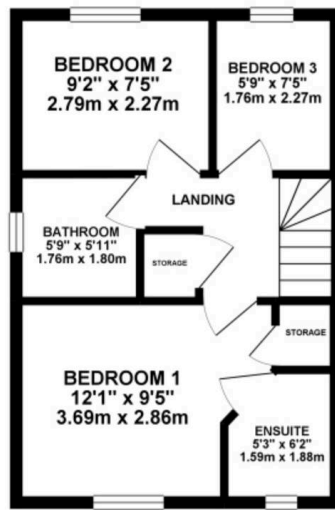 BEDROOM 2
9'2" x 7'5"
2.79m x 2.27m
BEDROOM 3
5'9" x 7'5"
1.76m x 2.27m
LANDING
BATHROOM
5'9" x 5'11"
1.76m x 1.80m
STORAGE
STORAGE
BEDROOM 1
12'1" x 9'5"
3.69m x 2.86m
ENSUITE
5'3" x 6'2"
1.59m x 1.88m